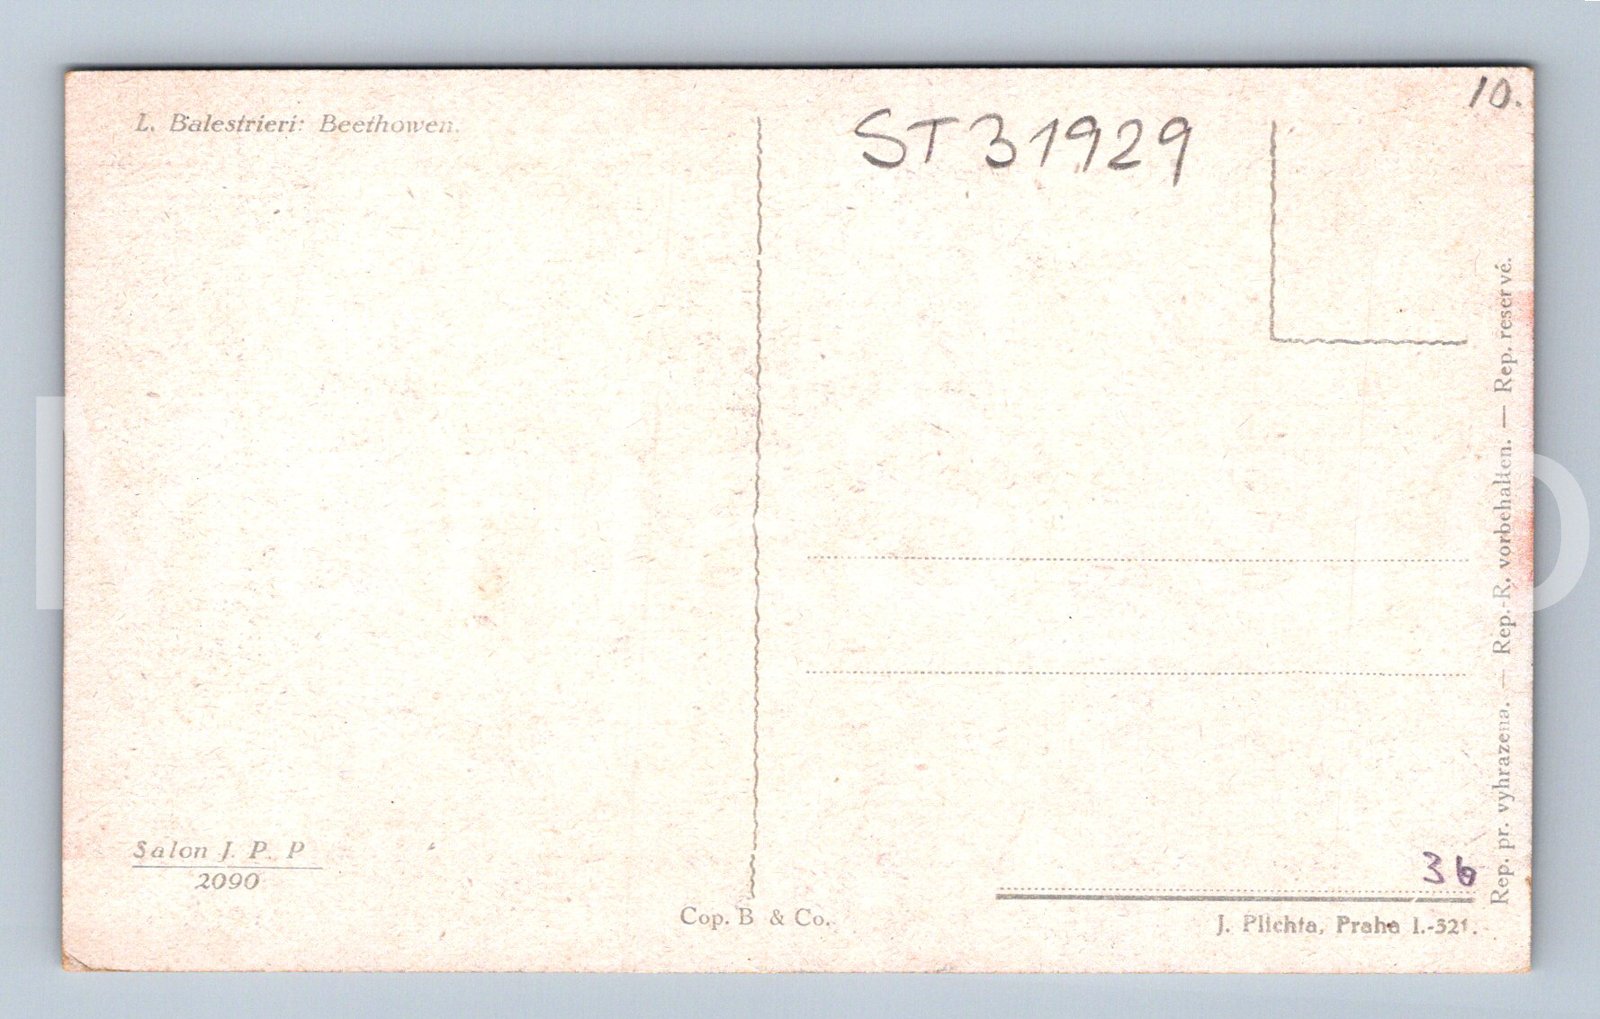 L. Balestrieri: Beethowen.
ST 31929
10.
Rep. pr. vyhrazena. — Rep.-R. vorbehalten. — Rep. reservé.
Salon J. P. P
2090
36
Cop. B & Co.
J. Plichta, Praha I.-321.